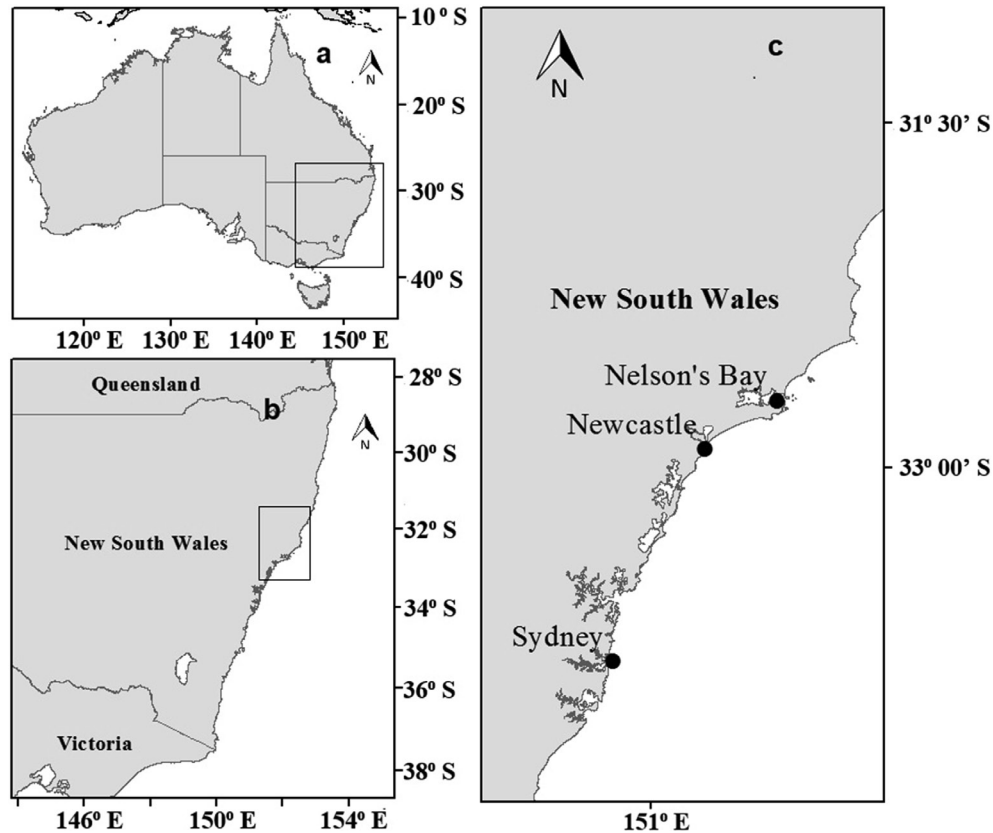 a
N
10° S
20° S
30° S
40° S
120° E 130° E 140° E 150° E
Queensland
b
N
New South Wales
Victoria
28° S
30° S
32° S
34° S
36° S
38° S
146° E 150° E 154° E
c
N
New South Wales
Nelson's Bay
Newcastle
Sydney
31° 30’ S
33° 00’ S
151° E